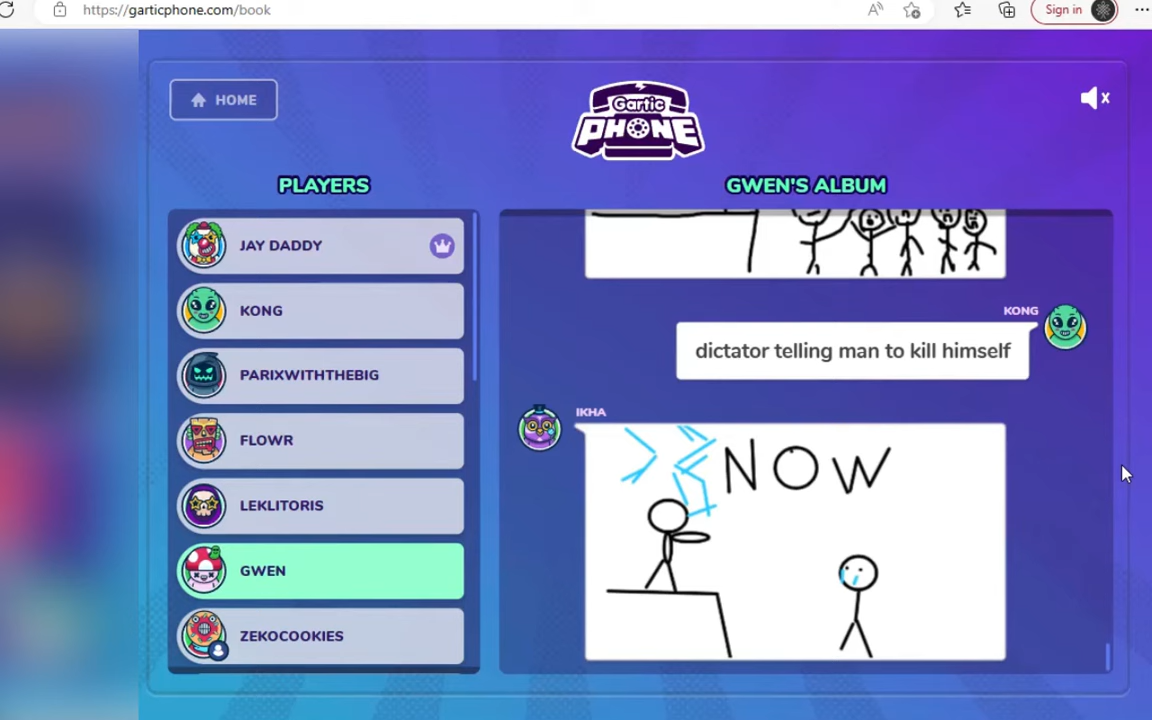 https://garticphone.com/book
Sign in
HOME
Gartic
PHONE
PLAYERS
GWEN'S ALBUM
JAY DADDY
KONG
PARIXWITHTHEBIG
FLOWR
LEKLITORIS
GWEN
ZEKOCOOKIES
KONG
dictator telling man to kill himself
IKHA
NOW